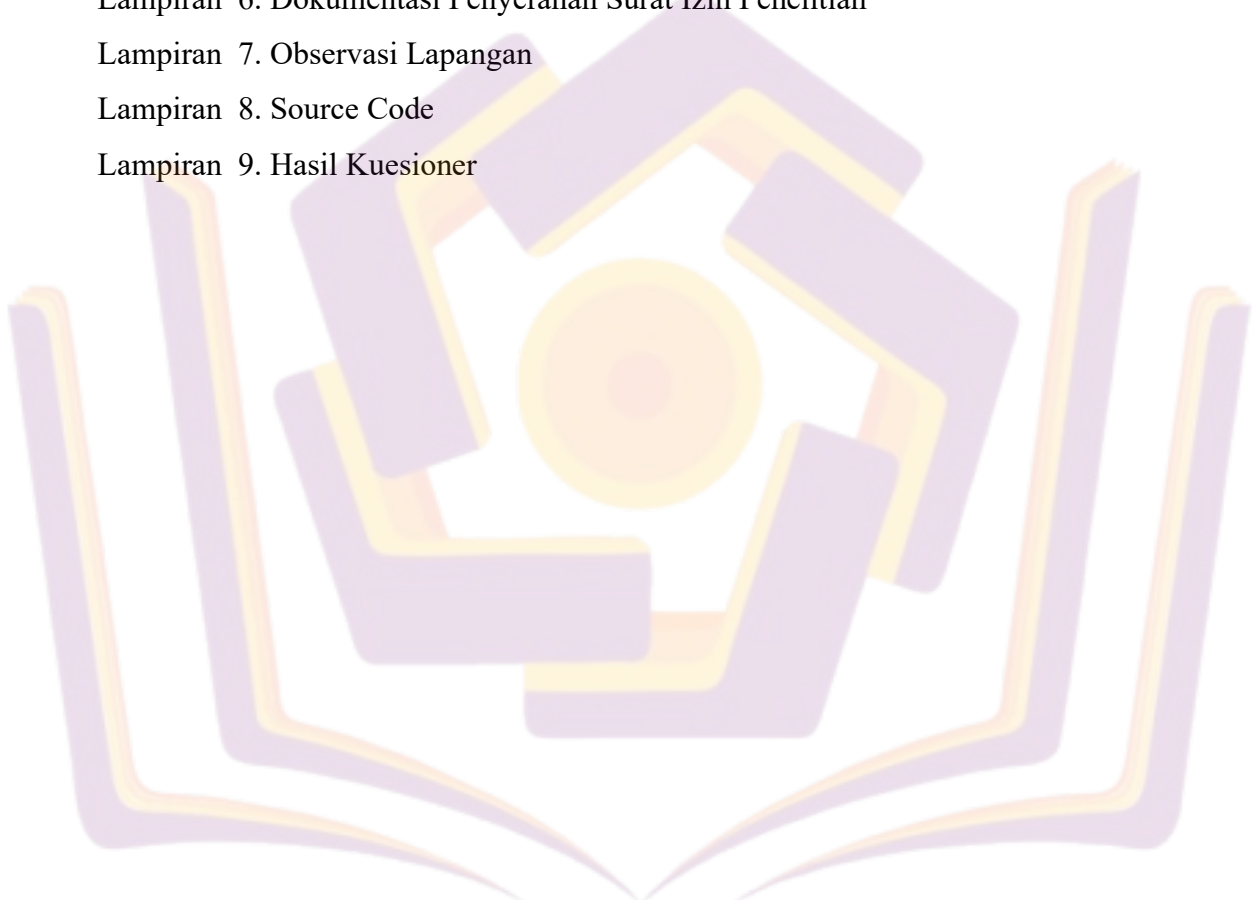 Lampiran 6. Dokumentasi Penyerahan Surat Izin Penelitian
Lampiran 7. Observasi Lapangan
Lampiran 8. Source Code
Lampiran 9. Hasil Kuesioner